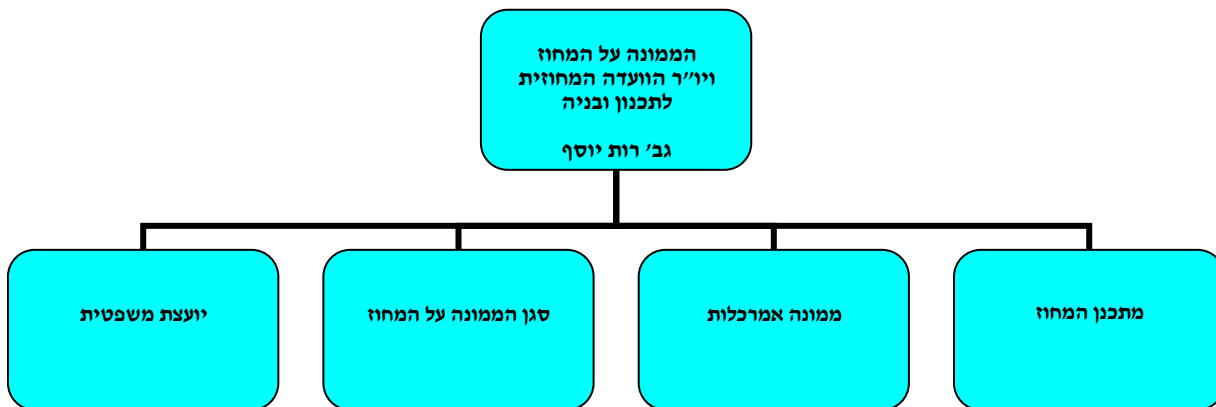 הממונה על המחוז
ויו״ר הוועדה המחוזית
לתכנון ובניה
גב׳ רות יוסף
מתכנן המחוז
ממונה אמרכלות
סגן הממונה על המחוז
יועצת משפטית